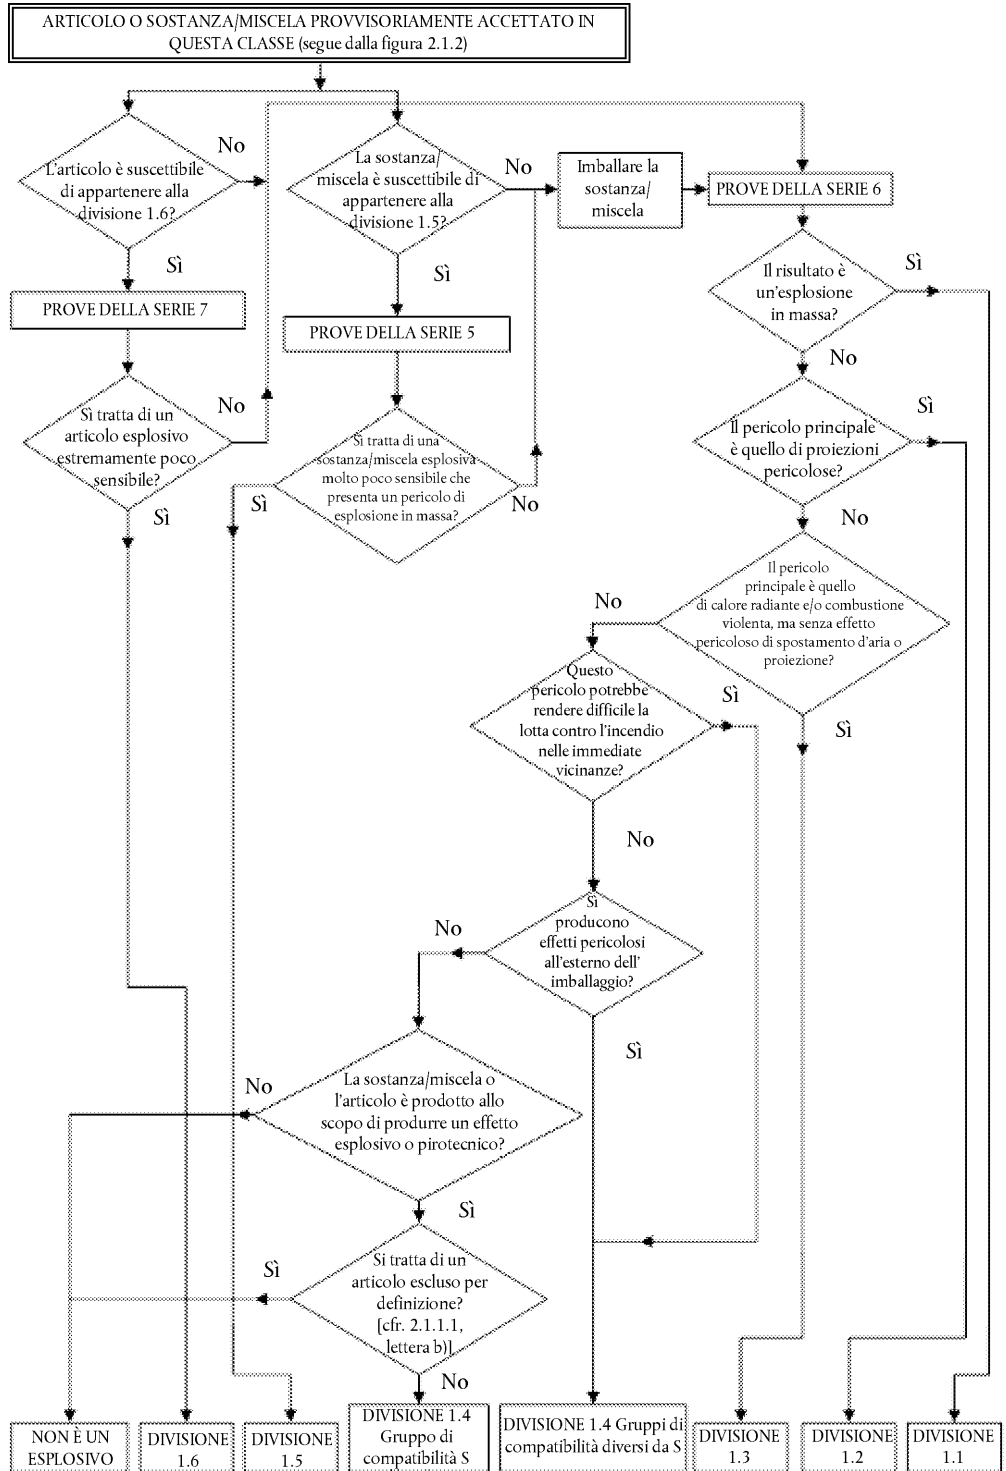 ARTICOLO O SOSTANZA/MISCELA PROVVISORIAMENTE ACCETTATO IN
QUESTA CLASSE (segue dalla figura 2.1.2)
L'articolo è suscettibile
di appartenere alla
divisione 1.6?
No
Sì
La sostanza/
miscela è suscettibile di
appartenere alla
divisione 1.5?
No
Sì
Imballare la
sostanza/
miscela
PROVE DELLA SERIE 6
PROVE DELLA SERIE 7
PROVE DELLA SERIE 5
Il risultato è
un'esplosione
in massa?
Sì
No
Sì tratta di un
articolo esplosivo
estremamente poco
sensibile?
No
Sì
Sì tratta di una
sostanza/miscela esplosiva
molto poco sensibile che
presenta un pericolo di
esplosione in massa?
Sì
No
Il pericolo principale
è quello di proiezioni
pericolose?
Sì
No
Il pericolo
principale è quello
di calore radiante e/o combustione
violenta, ma senza effetto
pericoloso di spostamento d'aria o
proiezione?
No
Sì
Questo
pericolo potrebbe
rendere difficile la
lotta contro l'incendio
nelle immediate
vicinanze?
Sì
No
Sì
producono
effetti pericolosi
all'esterno dell'
imballaggio?
No
Sì
La sostanza/miscela o
l'articolo è prodotto allo
scopo di produrre un effetto
esplosivo o pirotecnico?
No
Sì
Si tratta di un
articolo escluso per
definizione?
[cfr. 2.1.1.1,
lettera b)]
Sì
No
NON È UN
ESPLOSIVO
DIVISIONE
1.6
DIVISIONE
1.5
DIVISIONE 1.4
Gruppo di
compatibilità S
DIVISIONE 1.4 Gruppi di
compatibilità diversi da S
DIVISIONE
1.3
DIVISIONE
1.2
DIVISIONE
1.1